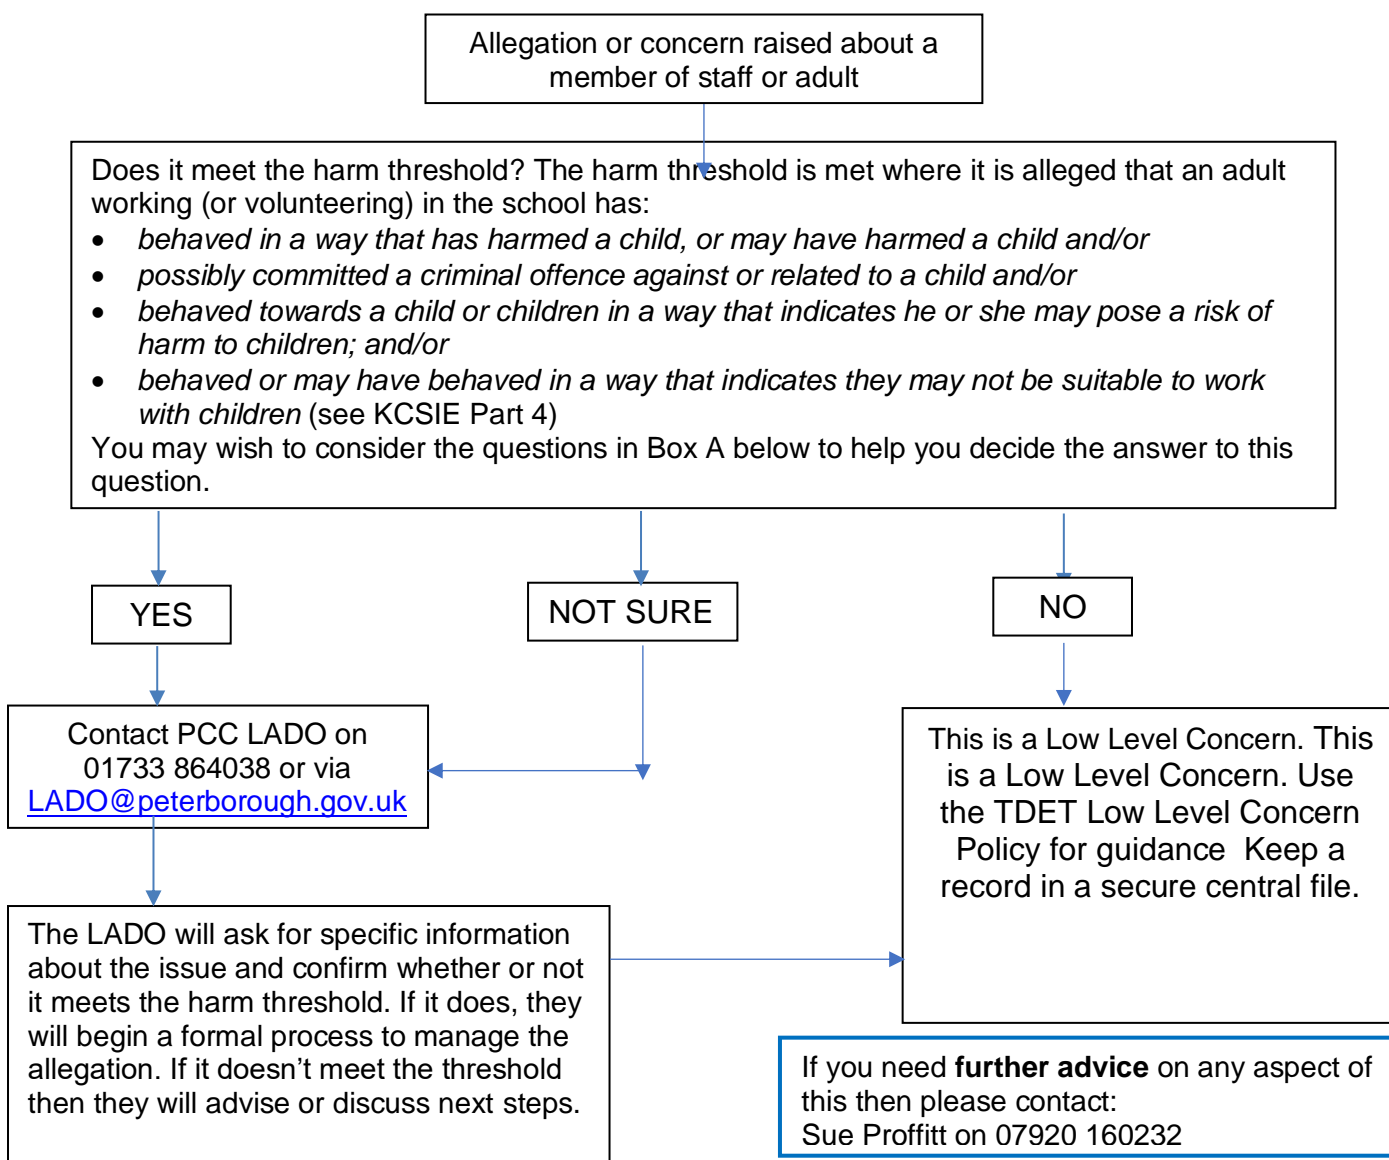 Allegation or concern raised about a
member of staff or adult
Does it meet the harm threshold? The harm threshold is met where it is alleged that an adult
working (or volunteering) in the school has:
• behaved in a way that has harmed a child, or may have harmed a child and/or
• possibly committed a criminal offence against or related to a child and/or
• behaved towards a child or children in a way that indicates he or she may pose a risk of
harm to children; and/or
• behaved or may have behaved in a way that indicates they may not be suitable to work
with children (see KCSIE Part 4)
You may wish to consider the questions in Box A below to help you decide the answer to this
question.
YES
NOT SURE
NO
Contact PCC LADO on
01733 864038 or via
LADO@peterborough.gov.uk
This is a Low Level Concern. This
is a Low Level Concern. Use
the TDET Low Level Concern
Policy for guidance  Keep a
record in a secure central file.
The LADO will ask for specific information
about the issue and confirm whether or not
it meets the harm threshold. If it does, they
will begin a formal process to manage the
allegation. If it doesn’t meet the threshold
then they will advise or discuss next steps.
If you need further advice on any aspect of
this then please contact:
Sue Proffitt on 07920 160232